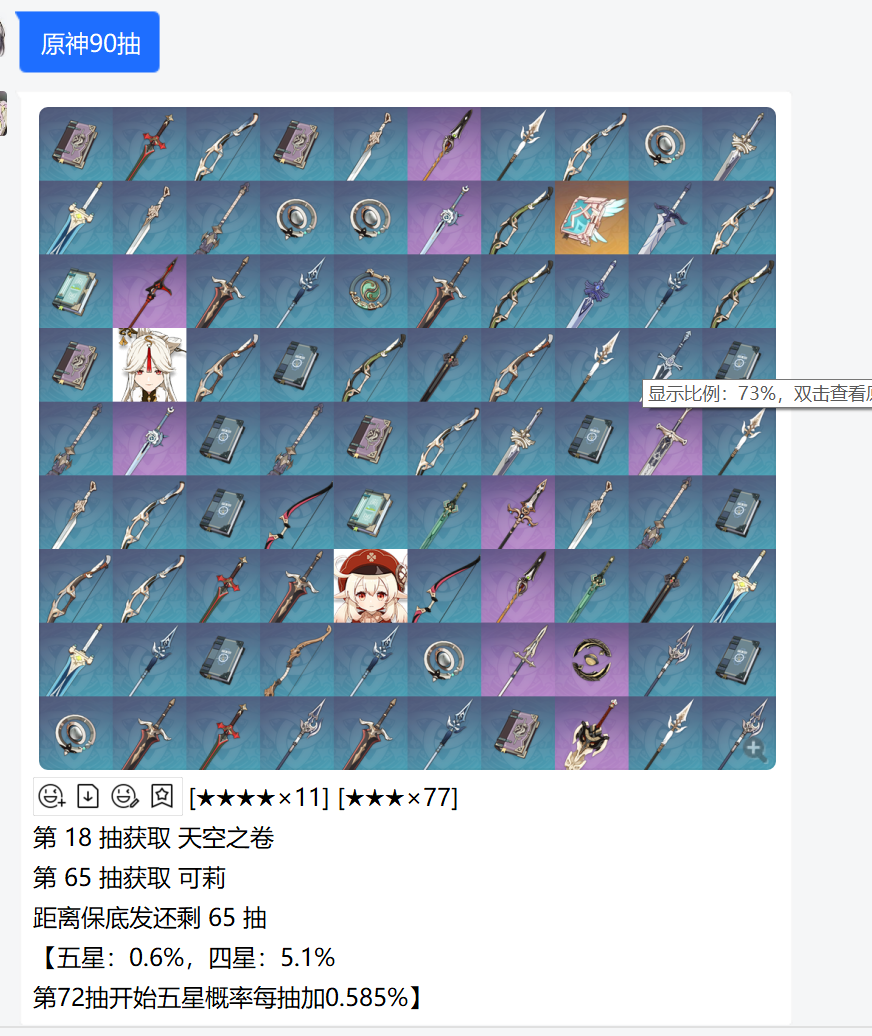 原神90抽
显示比例：73%，双击查看原
[★★★★×11] [★★★×77]
第 18 抽获取 天空之卷
第 65 抽获取 可莉
距离保底发还剩 65 抽
【五星：0.6%，四星：5.1%
第72抽开始五星概率每抽加0.585%】